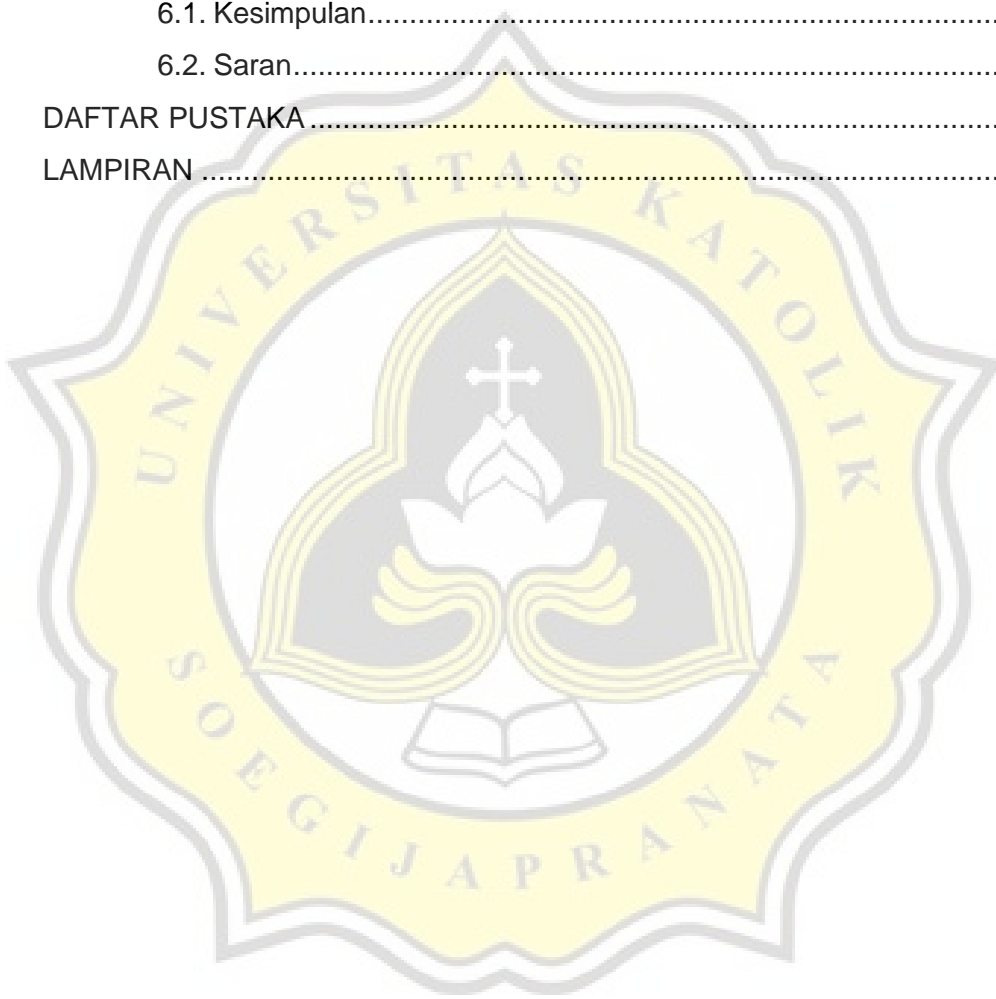 6.1. Kesimpulan........................................................................................
6.2. Saran.................................................................................................
DAFTAR PUSTAKA ...................................................................................
LAMPIRAN ................................................................................................
UNIVERSITAS KATOLIK
SOEGIJAPRANATA